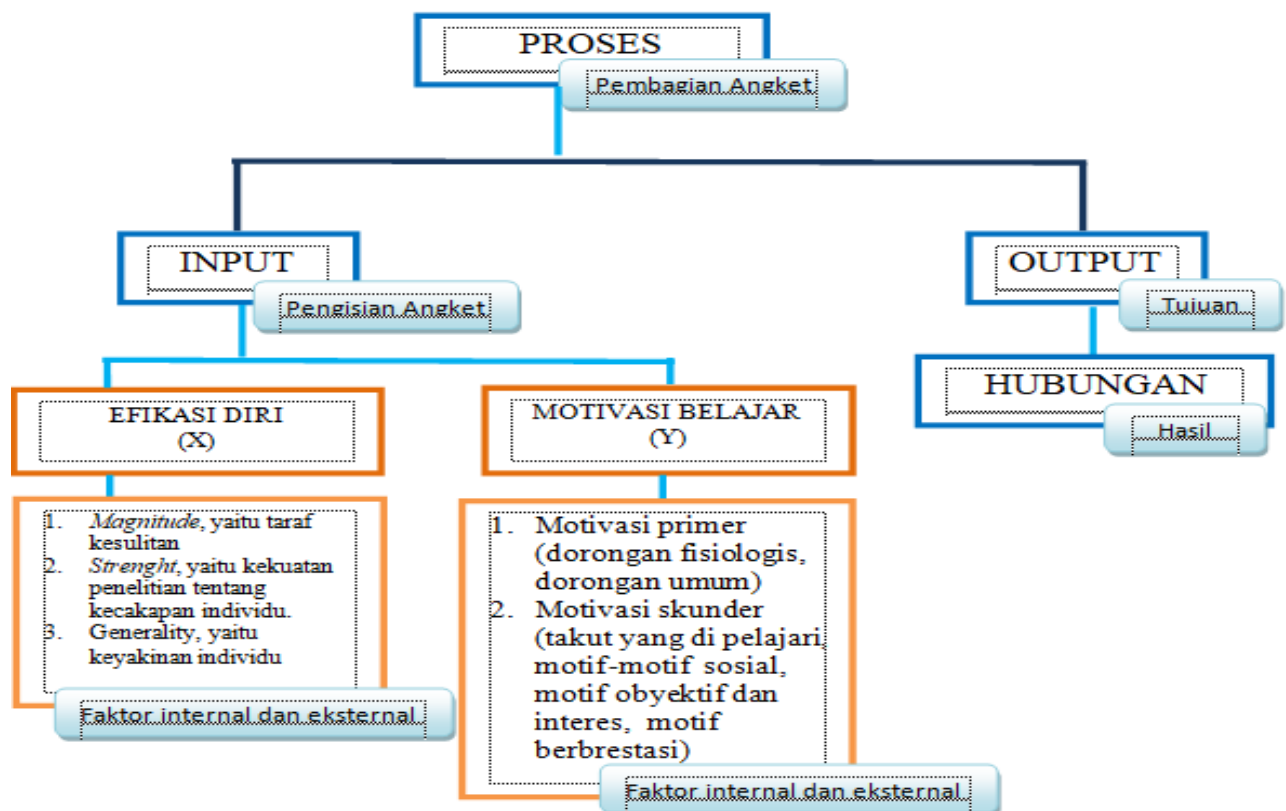 PROSES
Pembagian Angket
INPUT
Pengisian Angket
OUTPUT
Tujuan
HUBUNGAN
Hasil
EFIKASI DIRI
(X)
MOTIVASI BELAJAR
(Y)
1. Magnitude, yaitu taraf
kesulitan
2. Strenght, yaitu kekuatan
penelitian tentang
kecakapan individu.
3. Generality, yaitu
keyakinan individu
Faktor internal dan eksternal
1. Motivasi primer
(dorongan fisiologis,
dorongan umum)
2. Motivasi skunder
(takut yang di pelajari,
motif-motif sosial,
motif obyektif dan
interes, motif
berbrestasi)
Faktor internal dan eksternal